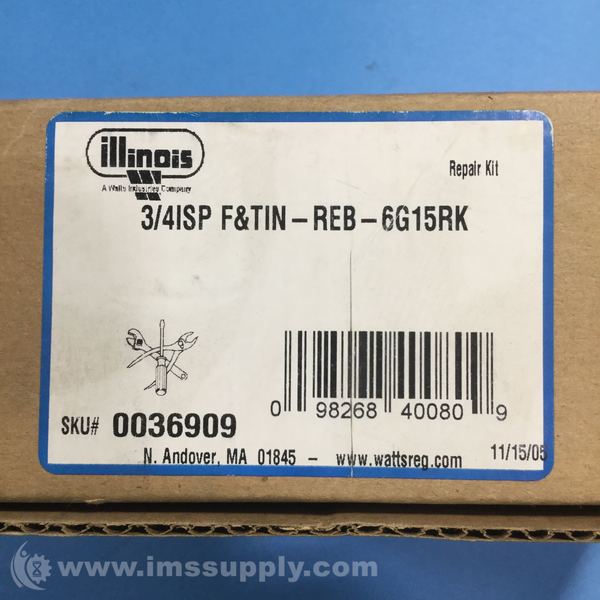 illinois
A Watts Industries Company
Repair Kit
3/4ISP F&TIN-REB-6G15RK
SKU# 0036909
0 98268 40080 9
N. Andover, MA 01845 - www.wattsreg.com
11/15/05
www.imssupply.com